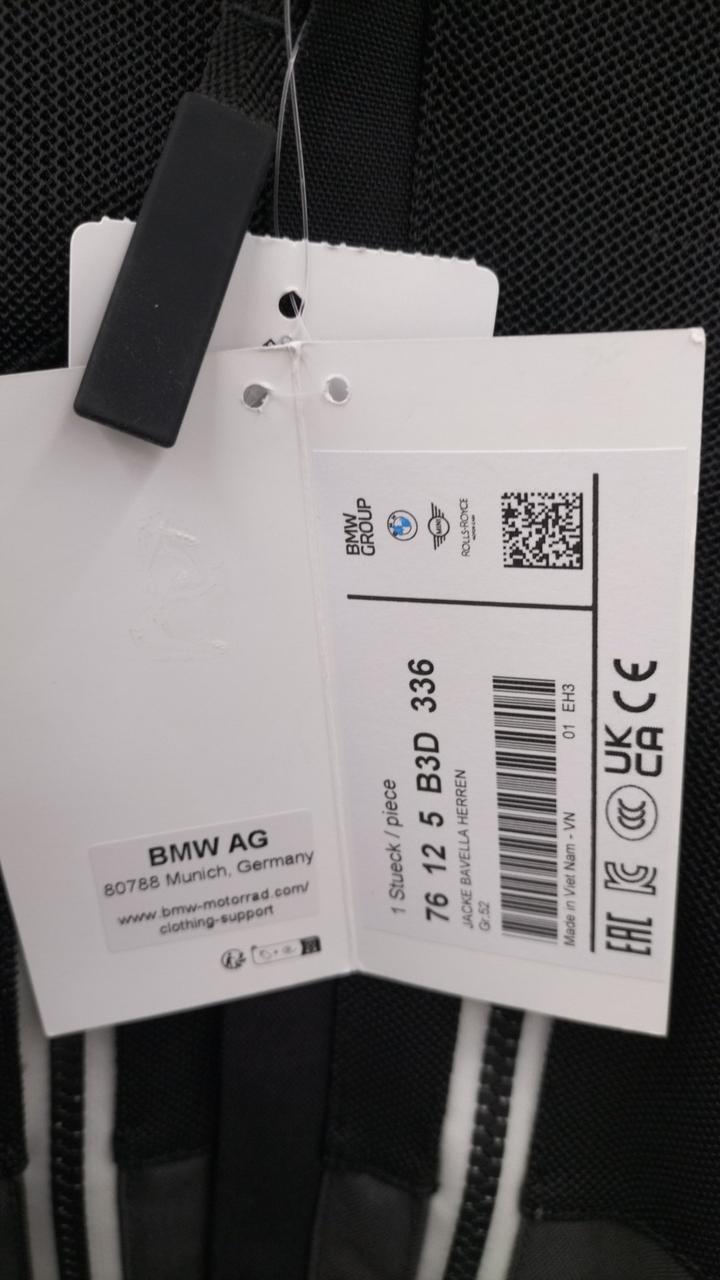 BMW AG
80788 Munich, Germany
www.bmw-motorrad.com/
clothing-support
BMW
GROUP
MINI
ROLLS-ROYCE
1 Stueck / piece
76 12 5 B3D 336
JACKE BAVELLA HERREN
Gr.52
Made in Viet Nam - VN 01 EH3
EAC
UK
CA
CE